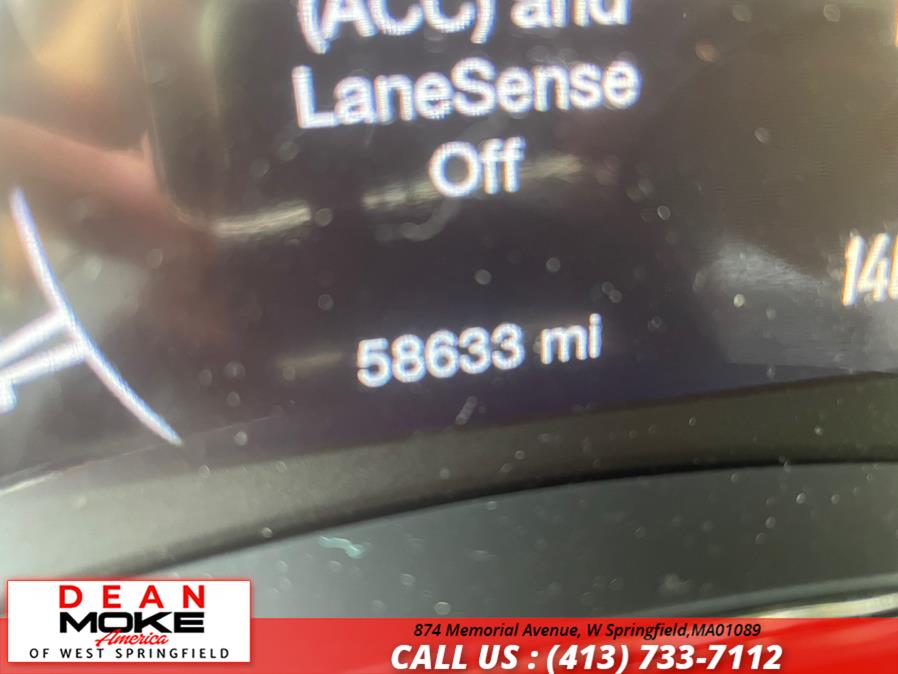 (ACC) and
LaneSense
Off
58633 mi
DEAN
MOKE
America
OF WEST SPRINGFIELD
874 Memorial Avenue, W Springfield,MA01089
CALL US : (413) 733-7112